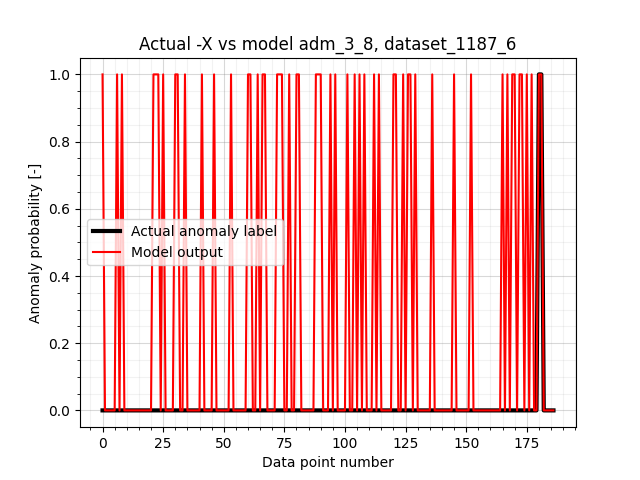 Actual -X vs model adm_3_8, dataset_1187_6
Anomaly probability [-]
1.0
0.8
0.6
0.4
0.2
0.0
Actual anomaly label
Model output
0 25 50 75 100 125 150 175
Data point number